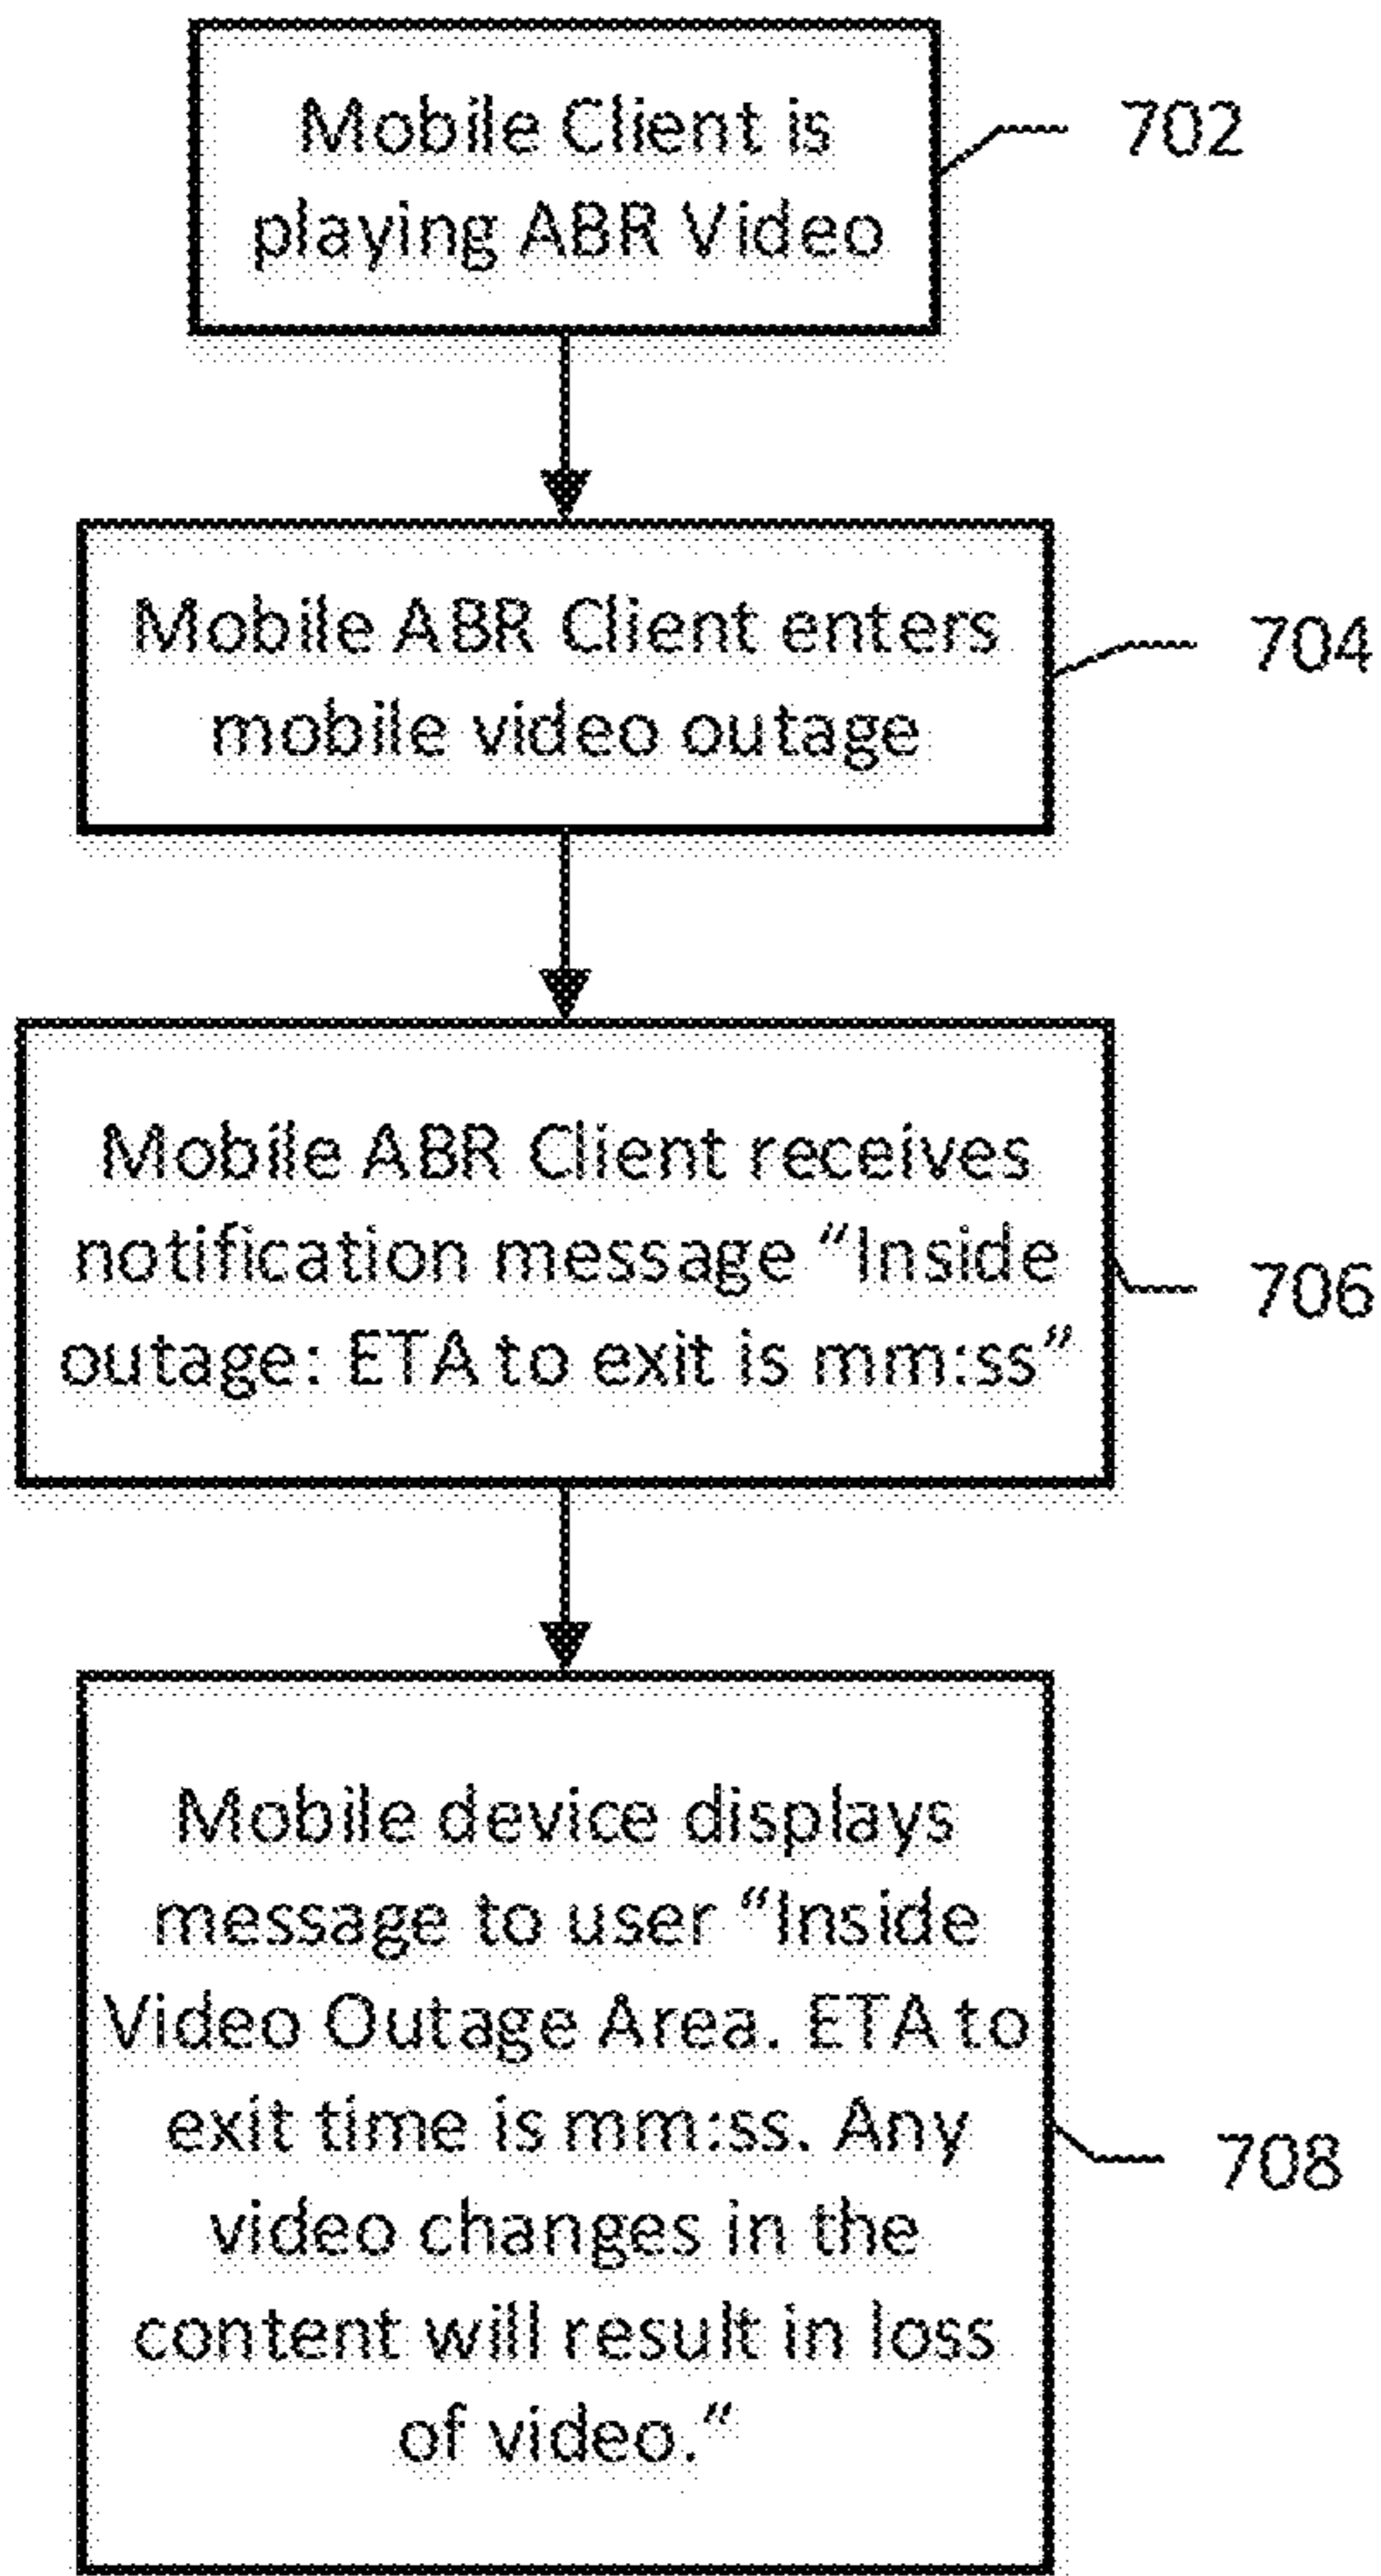 Mobile Client is
playing ABR Video
702
Mobile ABR Client enters
mobile video outage
704
Mobile ABR Client receives
notification message “Inside
outage: ETA to exit is mm:ss”
706
Mobile device displays
message to user “Inside
Video Outage Area. ETA to
exit time is mm:ss. Any
video changes in the
content will result in loss
of video.“
708